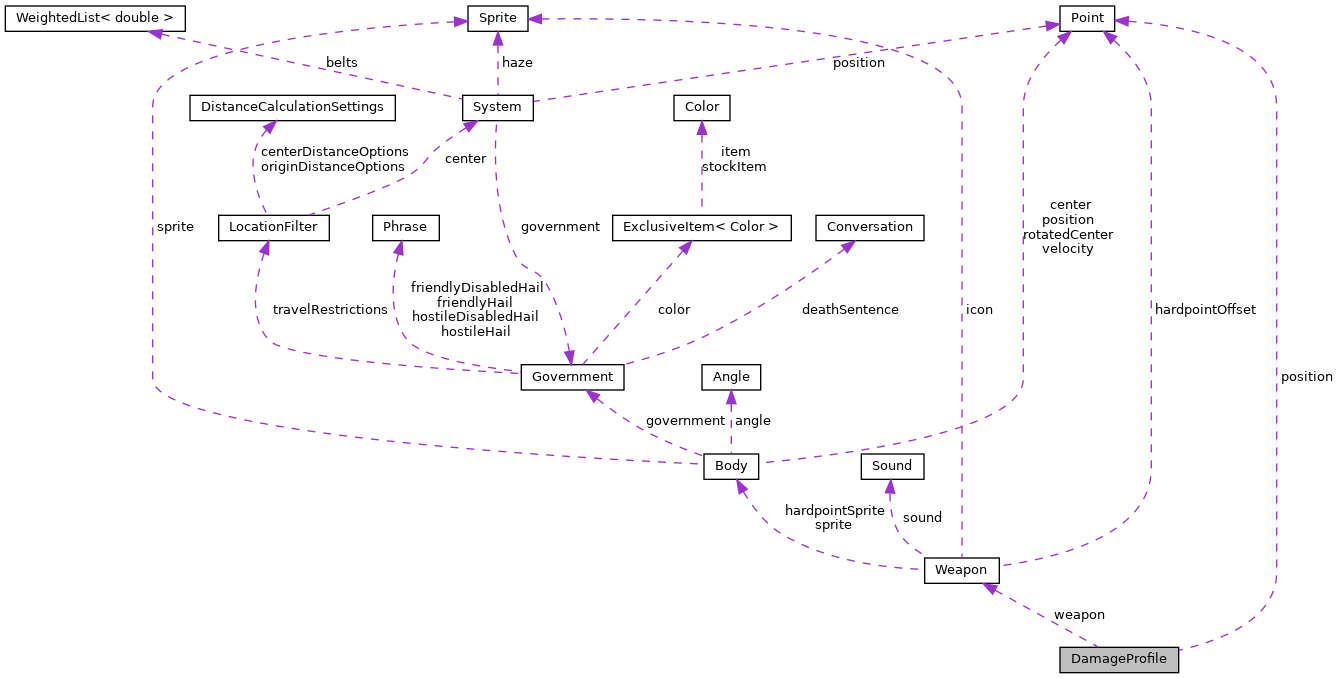 WeightedList< double >
Sprite
Point
belts
haze
position
DistanceCalculationSettings
System
Color
centerDistanceOptions
originDistanceOptions
center
item
stockItem
sprite
LocationFilter
Phrase
government
ExclusiveItem< Color >
Conversation
center
position
rotatedCenter
velocity
travelRestrictions
friendlyDisabledHail
friendlyHail
hostileDisabledHail
hostileHail
color
deathSentence
icon
hardpointOffset
Government
Angle
position
government
angle
Body
Sound
hardpointSprite
sprite
sound
Weapon
weapon
DamageProfile